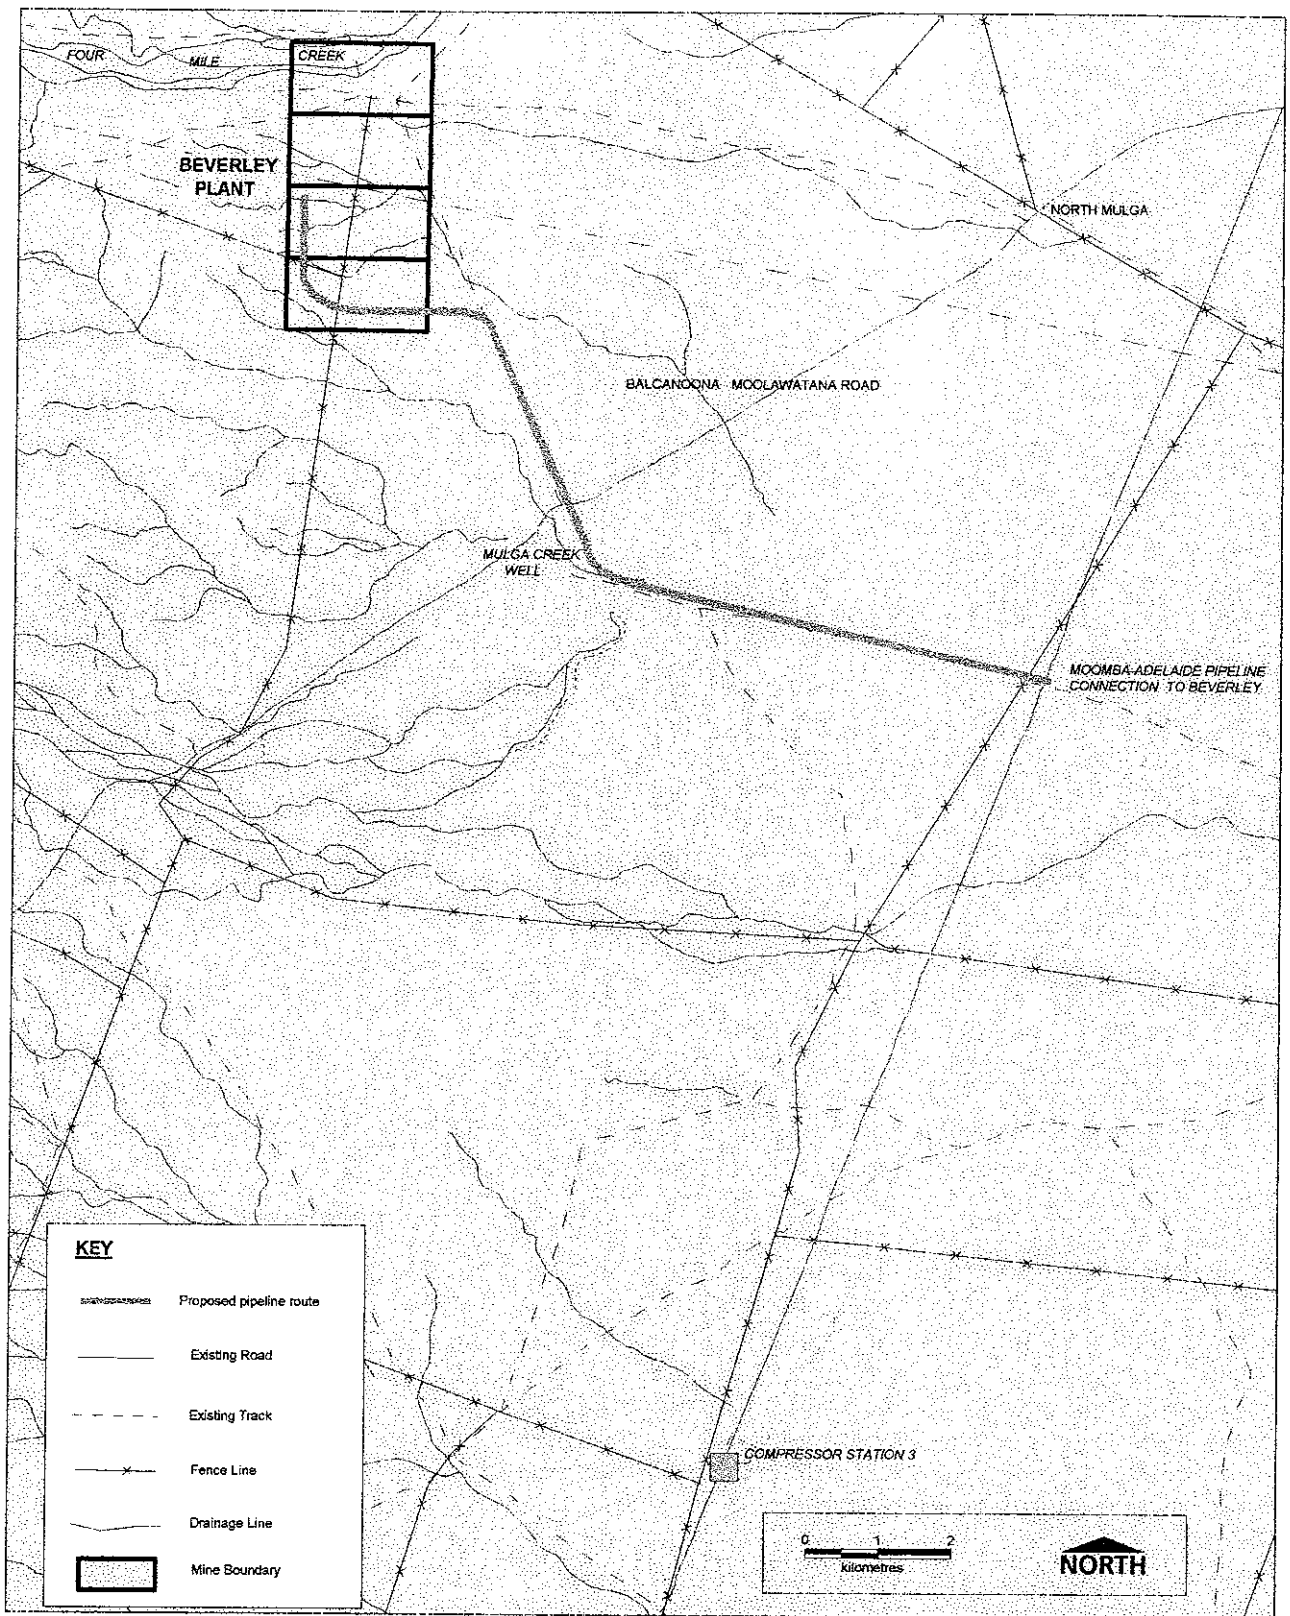 FOUR MILE CREEK
BEVERLEY
PLANT
NORTH MULGA
BALCANOONA MOOLAWATANA ROAD
MULGA CREEK
WELL
MOOMBA-ADELAIDE PIPELINE
CONNECTION TO BEVERLEY
KEY
Proposed pipeline route
Existing Road
Existing Track
Fence Line
Drainage Line
Mine Boundary
COMPRESSOR STATION 3
0 1 2
kilometres
NORTH